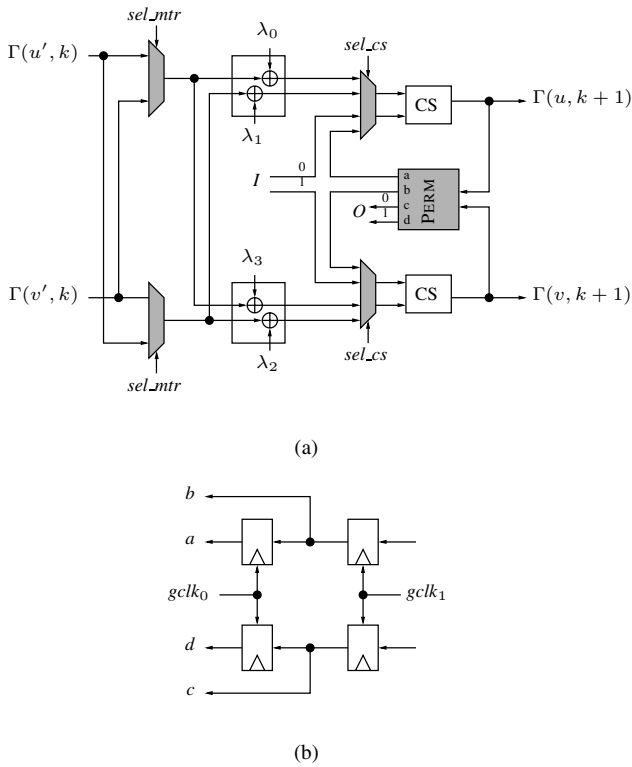 sel_mtr
λ0
sel_cs
Γ(u′, k)
CS
Γ(u, k + 1)
λ1
0
I
1
a
b
0
c
O
1
d
PERM
λ3
Γ(v′, k)
CS
Γ(v, k + 1)
λ2
sel_cs
sel_mtr
(a)
b
a
gclk0
gclk1
d
c
(b)